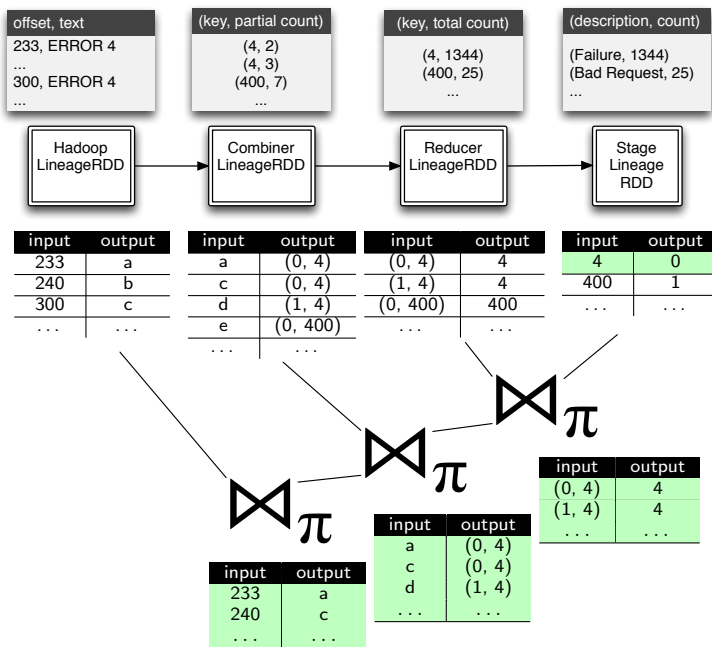 offset, text
233, ERROR 4
...
300, ERROR 4
...
(key, partial count)
(4, 2)
(4, 3)
(400, 7)
...
(key, total count)
(4, 1344)
(400, 25)
...
(description, count)
(Failure, 1344)
(Bad Request, 25)
...
Hadoop
LineageRDD
Combiner
LineageRDD
Reducer
LineageRDD
Stage
Lineage
RDD
input output
233 a
240 b
300 c
. . . . . .
input output
a (0, 4)
c (0, 4)
d (1, 4)
e (0, 400)
. . . . . .
input output
(0, 4) 4
(1, 4) 4
(0, 400) 400
. . . . . .
input output
4 0
400 1
. . . . . .
⋈π
⋈π
⋈π
input output
(0, 4) 4
(1, 4) 4
. . . . . .
input output
a (0, 4)
c (0, 4)
d (1, 4)
. . . . . .
input output
233 a
240 c
. . . . . .